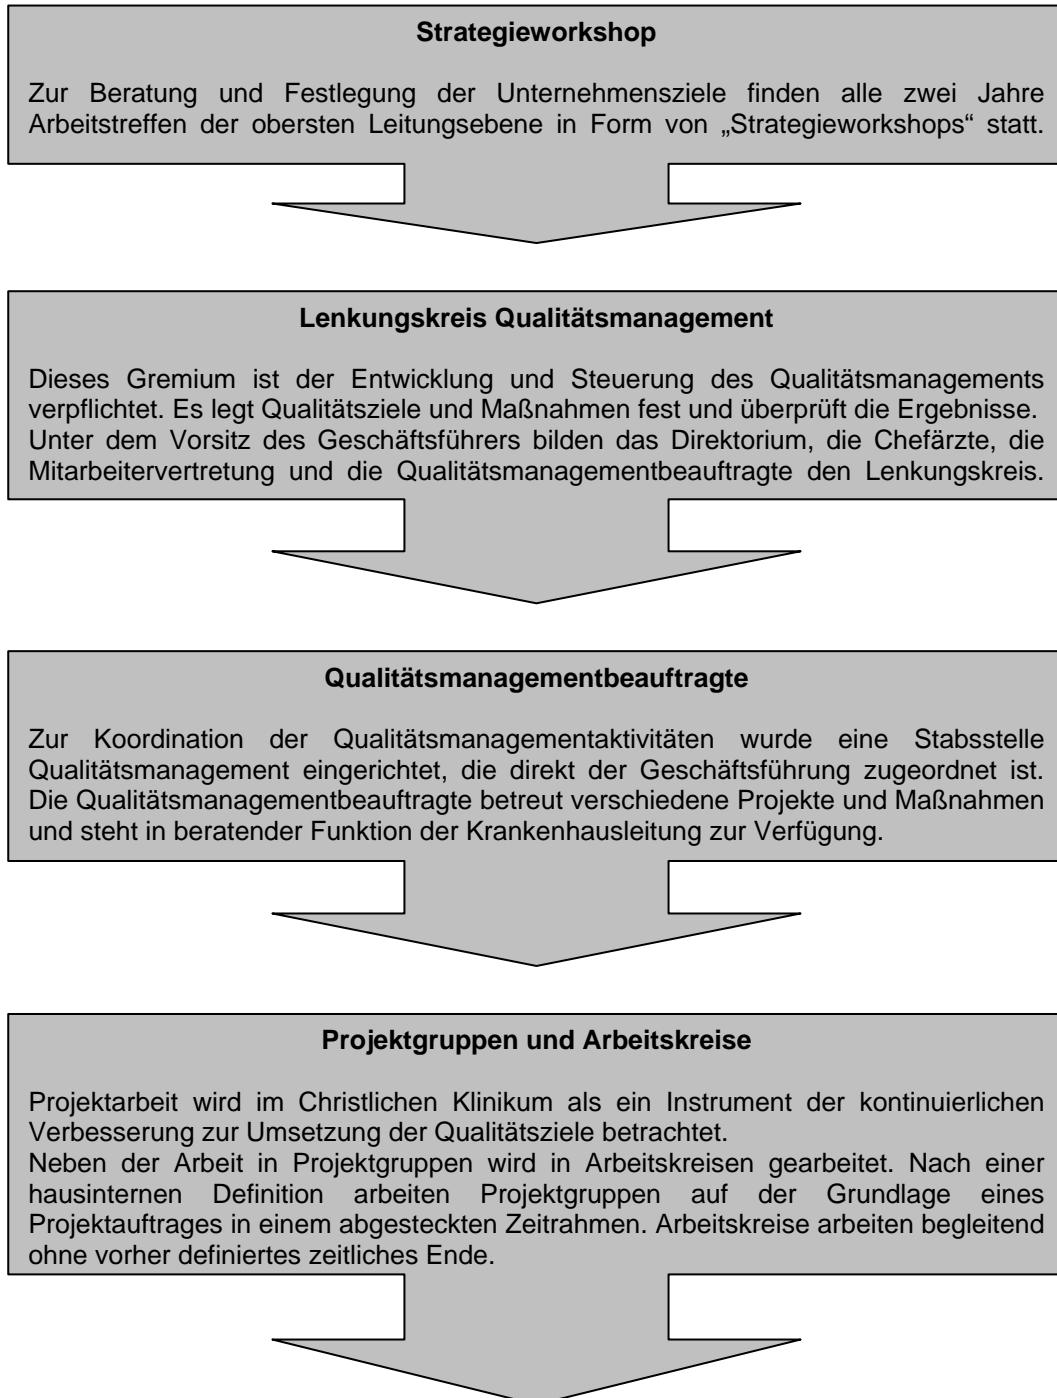 Strategieworkshop
Zur Beratung und Festlegung der Unternehmensziele finden alle zwei Jahre
Arbeitstreffen der obersten Leitungsebene in Form von „Strategieworkshops“ statt.
Lenkungskreis Qualitätsmanagement
Dieses Gremium ist der Entwicklung und Steuerung des Qualitätsmanagements
verpflichtet. Es legt Qualitätsziele und Maßnahmen fest und überprüft die Ergebnisse.
Unter dem Vorsitz des Geschäftsführers bilden das Direktorium, die Chefärzte, die
Mitarbeitervertretung und die Qualitätsmanagementbeauftragte den Lenkungskreis.
Qualitätsmanagementbeauftragte
Zur Koordination der Qualitätsmanagementaktivitäten wurde eine Stabsstelle
Qualitätsmanagement eingerichtet, die direkt der Geschäftsführung zugeordnet ist.
Die Qualitätsmanagementbeauftragte betreut verschiedene Projekte und Maßnahmen
und steht in beratender Funktion der Krankenhausleitung zur Verfügung.
Projektgruppen und Arbeitskreise
Projektarbeit wird im Christlichen Klinikum als ein Instrument der kontinuierlichen
Verbesserung zur Umsetzung der Qualitätsziele betrachtet.
Neben der Arbeit in Projektgruppen wird in Arbeitskreisen gearbeitet. Nach einer
hausinternen Definition arbeiten Projektgruppen auf der Grundlage eines
Projektauftrages in einem abgesteckten Zeitrahmen. Arbeitskreise arbeiten begleitend
ohne vorher definiertes zeitliches Ende.